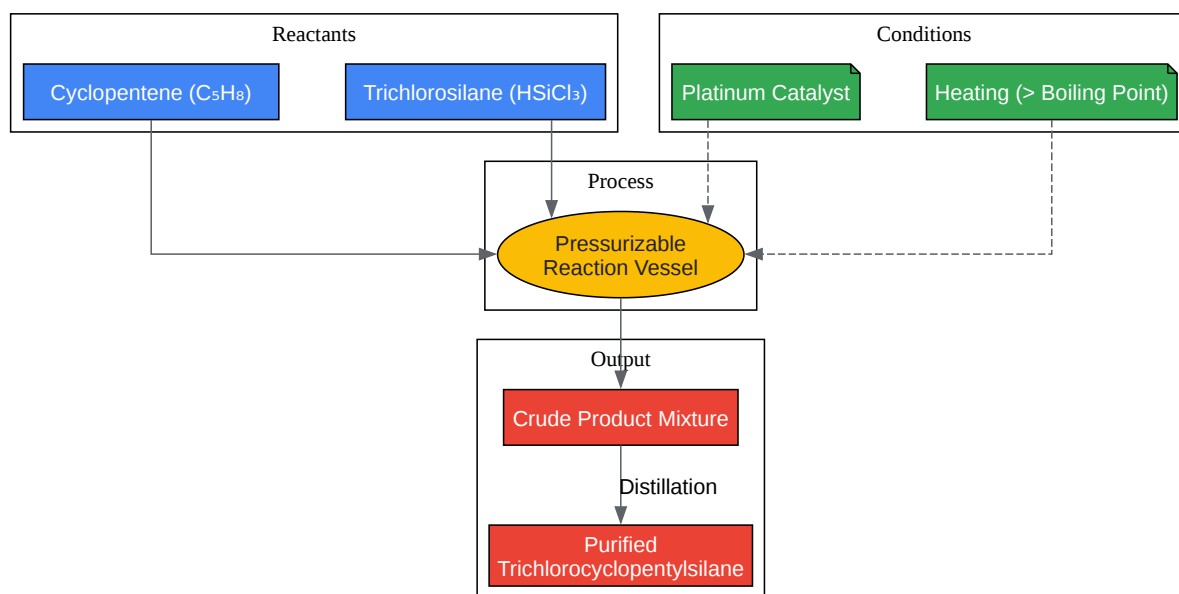 Reactants
Conditions
Cyclopentene (C₅H₈)
Trichlorosilane (HSiCl₃)
Platinum Catalyst
Heating (> Boiling Point)
Process
Pressurizable
Reaction Vessel
Output
Crude Product Mixture
Distillation
Purified
Trichlorocyclopentylsilane